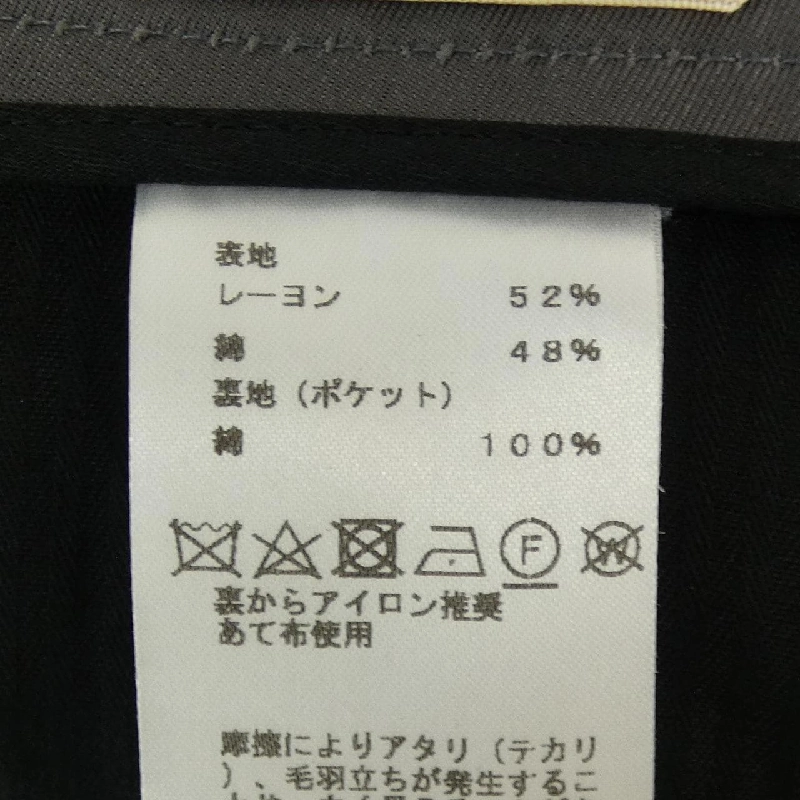 表地
レーヨン 52%
綿 48%
裏地(ポケット)
綿 100%
F W
裏からアイロン推奨
あて布使用
摩擦によりアタリ(テカリ
)、毛羽立ちが発生するこ